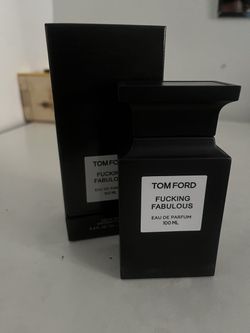 TOM FORD
FUCKING
FABULOUS
EAU DE PARFUM
100 ML
TOM FORD
FUCKING
FABULOUS
EAU DE PARFUM
100 ML